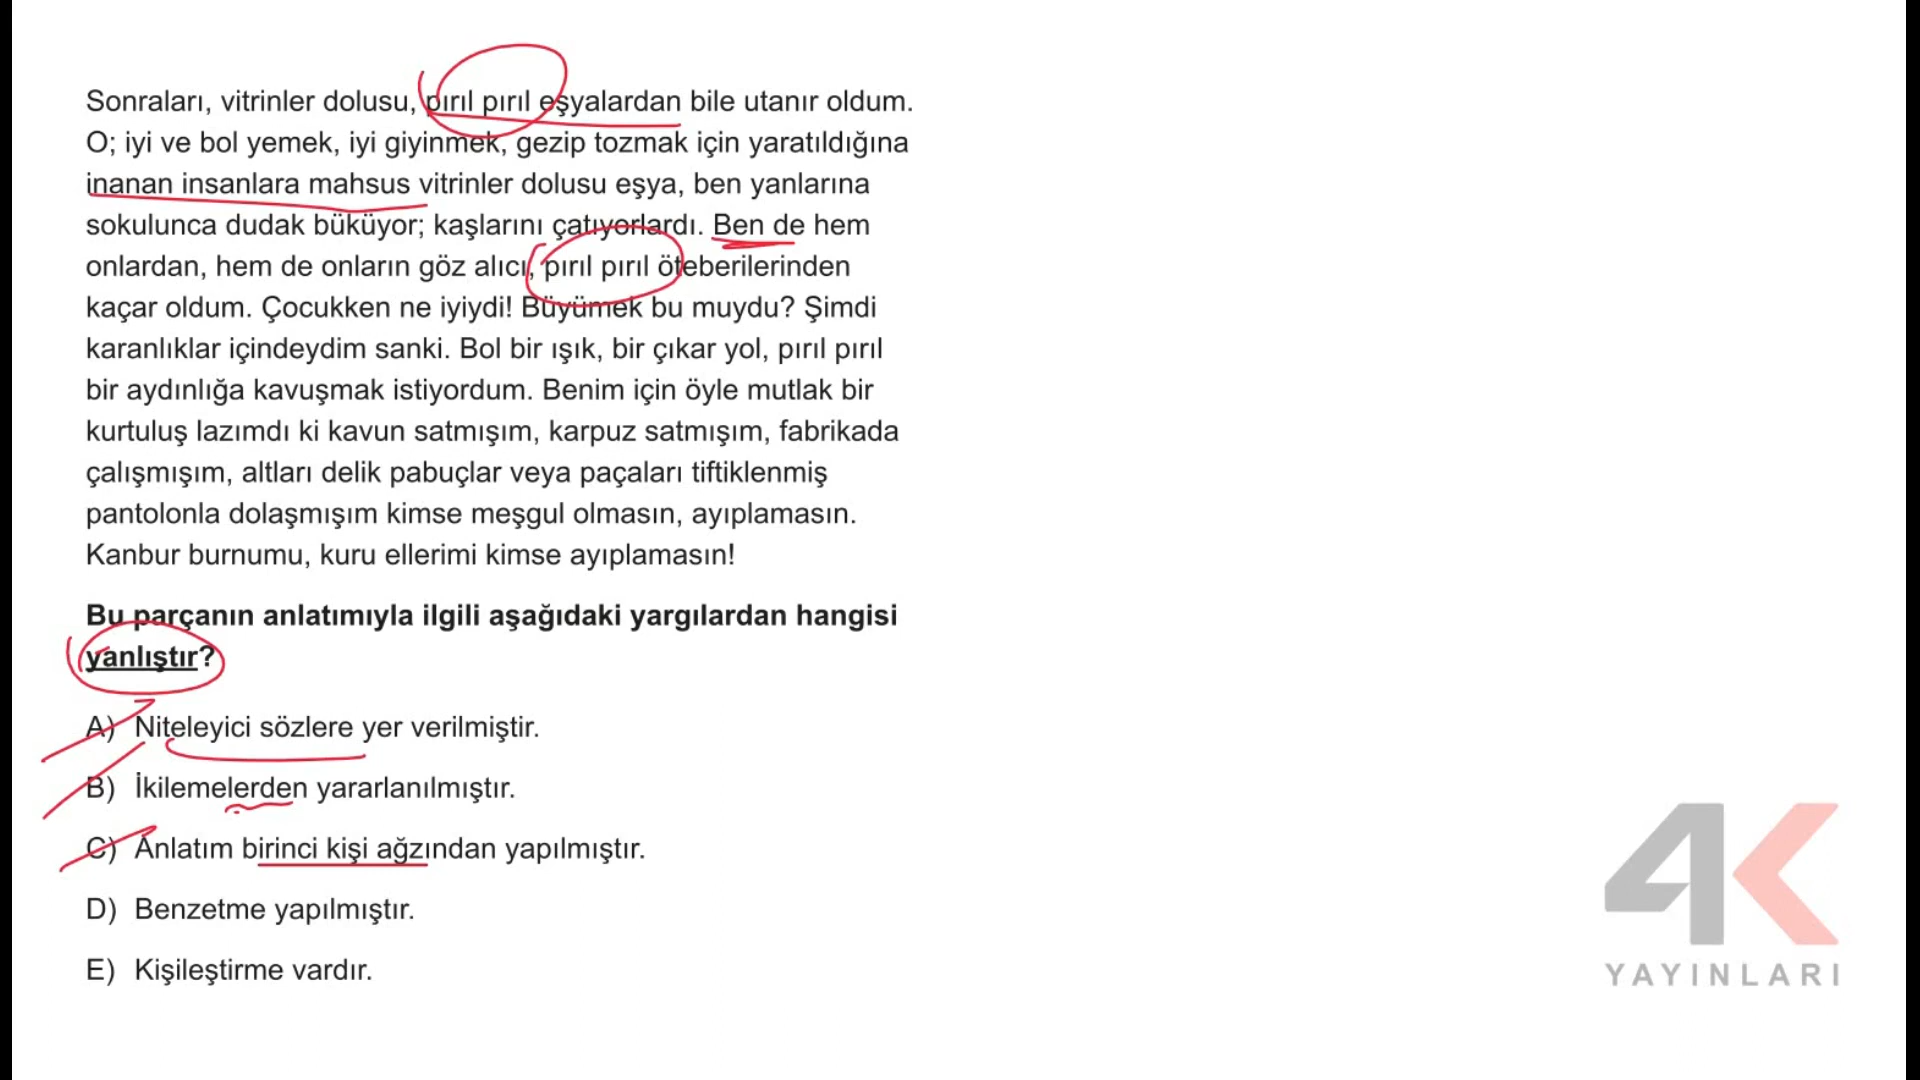 Sonraları, vitrinler dolusu, pırıl pırıl eşyalardan bile utanır oldum.
O; iyi ve bol yemek, iyi giyinmek, gezip tozmak için yaratıldığına
inanan insanlara mahsus vitrinler dolusu eşya, ben yanlarına
sokulunca dudak büküyor; kaşlarını çatıyorlardı. Ben de hem
onlardan, hem de onların göz alıcı, pırıl pırıl öteberilerinden
kaçar oldum. Çocukken ne iyiydi! Büyümek bu muydu? Şimdi
karanlıklar içindeydim sanki. Bol bir ışık, bir çıkar yol, pırıl pırıl
bir aydınlığa kavuşmak istiyordum. Benim için öyle mutlak bir
kurtuluş lazımdı ki kavun satmışım, karpuz satmışım, fabrikada
çalışmışım, altları delik pabuçlar veya paçaları tiftiklenmiş
pantolonla dolaşmışım kimse meşgul olmasın, ayıplamasın.
Kanbur burnumu, kuru ellerimi kimse ayıplamasın!
Bu parçanın anlatımıyla ilgili aşağıdaki yargılardan hangisi
yanlıştır?
A) Niteleyici sözlere yer verilmiştir.
B) İkilemelerden yararlanılmıştır.
C) Anlatım birinci kişi ağzından yapılmıştır.
D) Benzetme yapılmıştır.
E) Kişileştirme vardır.
4K
YAYINLARI